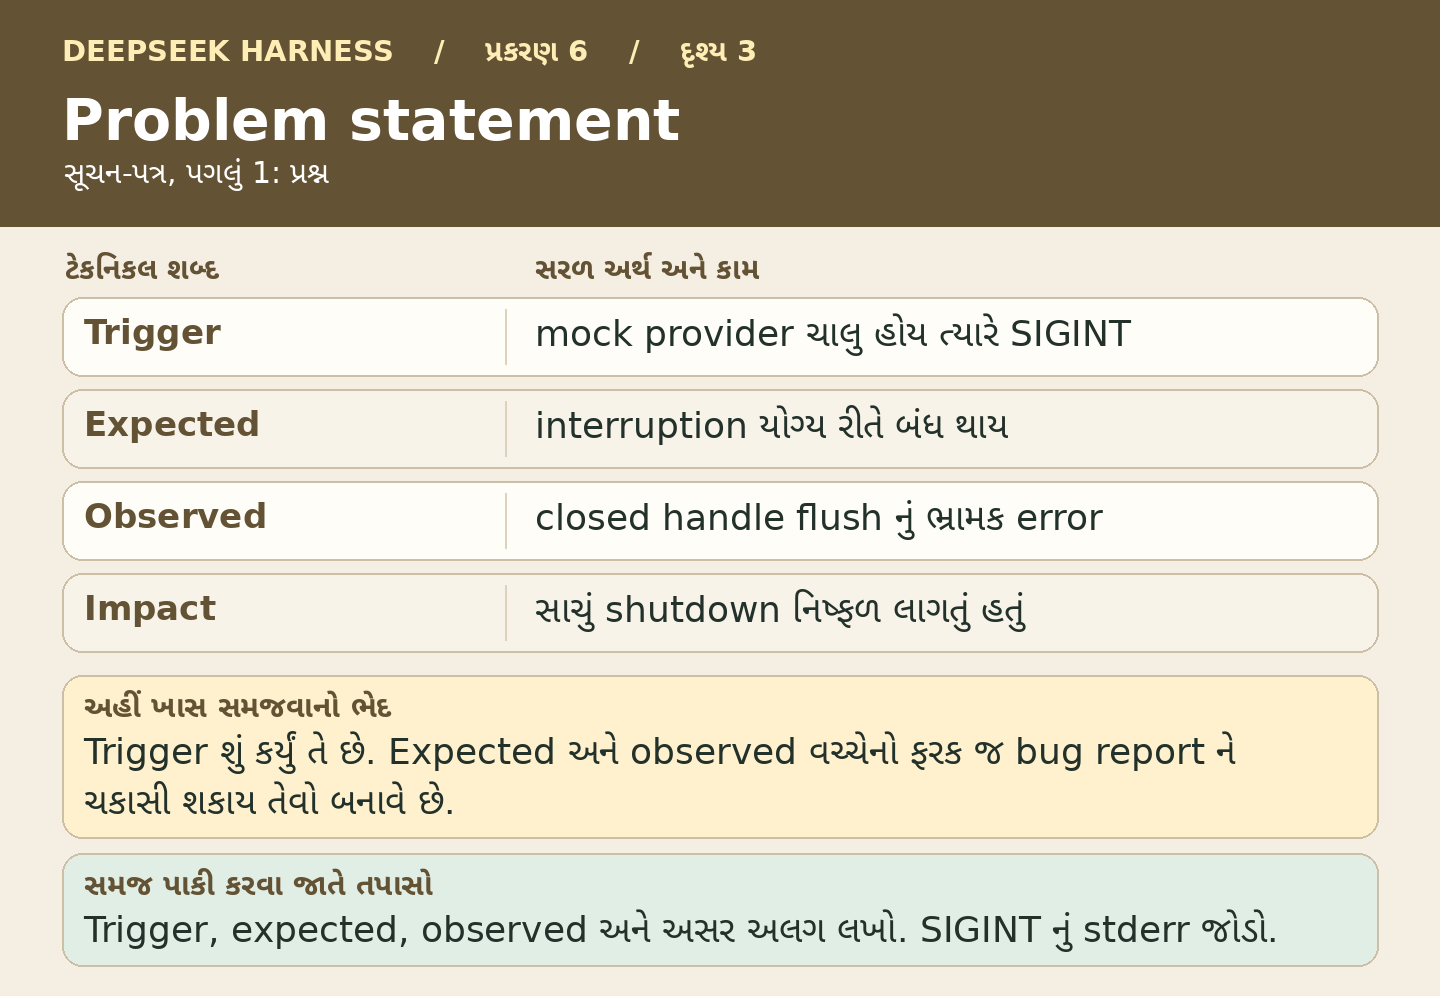 DEEPSEEK HARNESS / પ્રકરણ 6 / દૃશ્ય 3
Problem statement
સૂચન-પત્ર, પગલું 1: પ્રશ્ન
ટેકનિકલ શબ્દ સરળ અર્થ અને કામ
Trigger mock provider ચાલુ હોય ત્યારે SIGINT
Expected interruption યોગ્ય રીતે બંધ થાય
Observed closed handle flush નું ભ્રામક error
Impact સાચું shutdown નિષ્ફળ લાગતું હતું
અહીં ખાસ સમજવાનો ભેદ
Trigger શું કર્યું તે છે. Expected અને observed વચ્ચેનો ફરક જ bug report ને
ચકાસી શકાય તેવો બનાવે છે.
સમજ પાકી કરવા જાતે તપાસો
Trigger, expected, observed અને અસર અલગ લખો. SIGINT નું stderr જોડો.